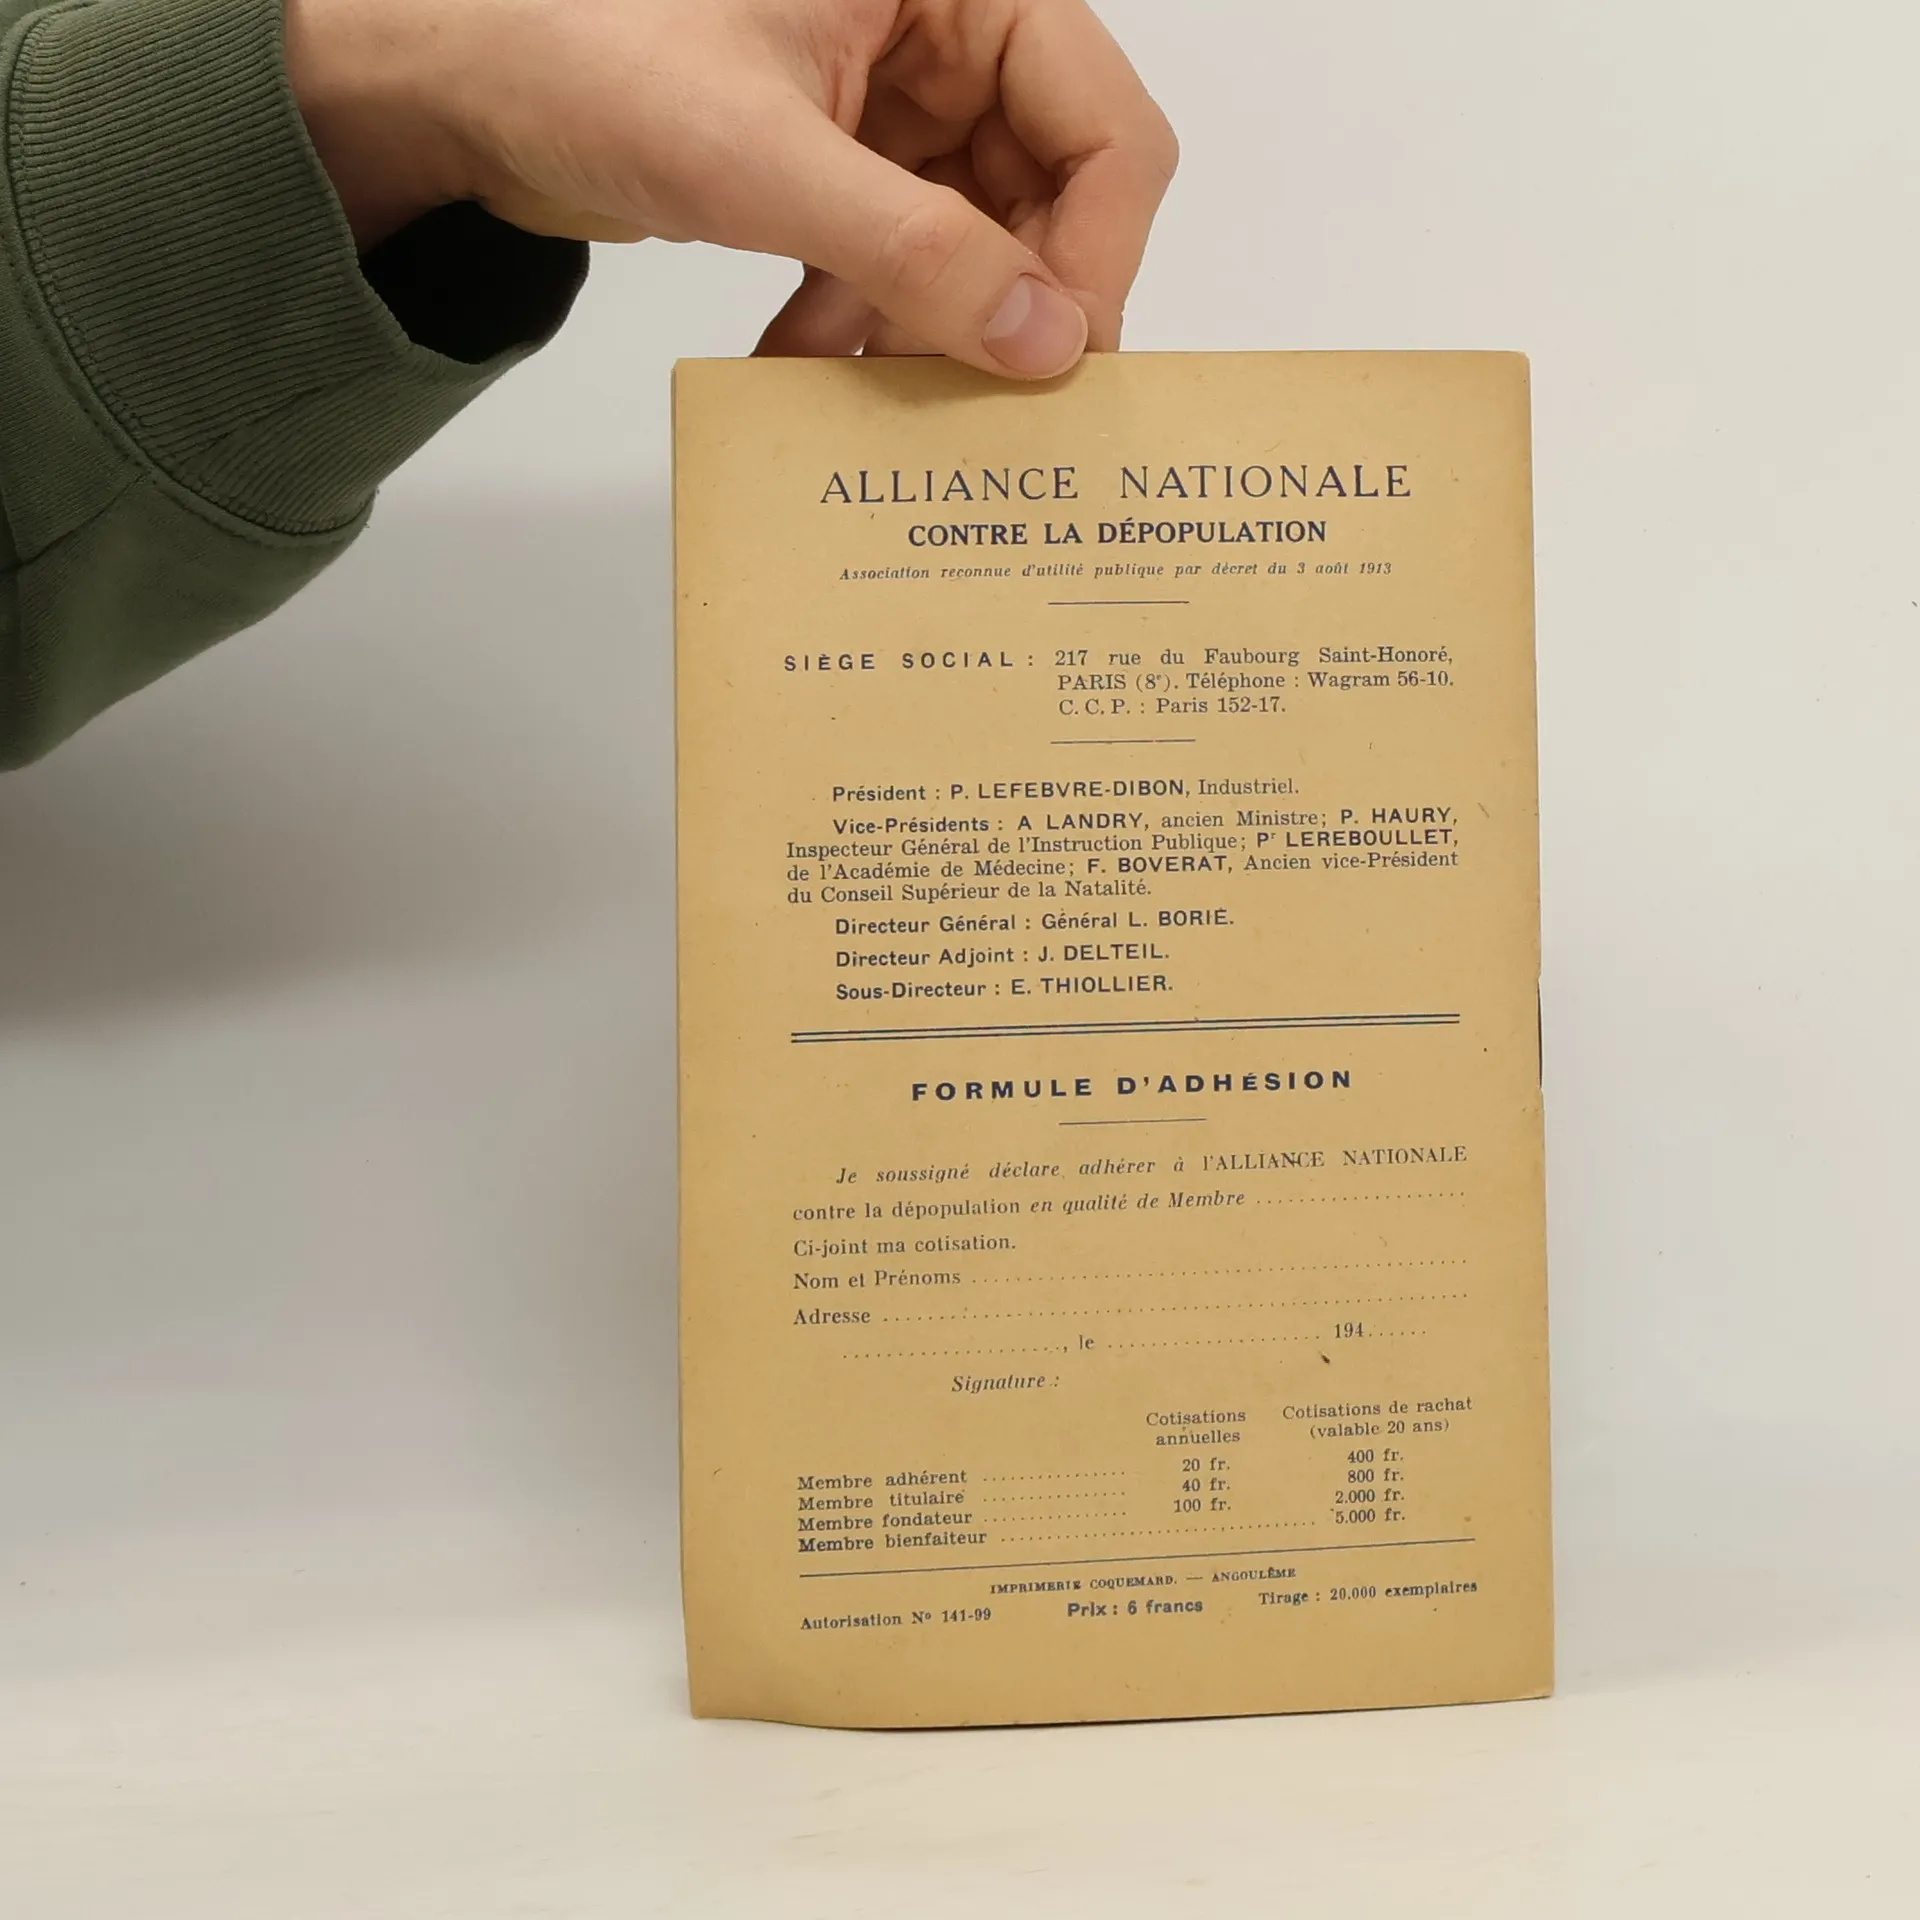 ALLIANCE NATIONALE
CONTRE LA DÉPOPULATION
Association reconnue d'utilité publique par décret du 3 août 1913
SIÈGE SOCIAL : 217 rue du Faubourg Saint-Honoré,
PARIS (8ᵉ). Téléphone : Wagram 56-10.
C. C. P. : Paris 152-17.
Président : P. LEFEBVRE-DIBON, Industriel.
Vice-Présidents : A LANDRY, ancien Ministre; P. HAURY,
Inspecteur Général de l'Instruction Publique; Pʳ LEREBOULLET,
de l'Académie de Médecine; F. BOVERAT, Ancien vice-Président
du Conseil Supérieur de la Natalité.
Directeur Général : Général L. BORIE.
Directeur Adjoint : J. DELTEIL.
Sous-Directeur : E. THIOLLIER.
FORMULE D'ADHÉSION
Je soussigné déclare adhérer à l'ALLIANCE NATIONALE
contre la dépopulation en qualité de Membre ....................
Ci-joint ma cotisation.
Nom et Prénoms ..................................................
Adresse ..................................................
......................, le ...................... 194......
Signature :
Cotisations annuelles
Cotisations de rachat (valable 20 ans)
Membre adhérent ................ 20 fr. 400 fr.
Membre titulaire ................ 40 fr. 800 fr.
Membre fondateur ................ 100 fr. 2.000 fr.
Membre bienfaiteur ................................ 5.000 fr.
IMPRIMERIE COQUEMARD. — ANGOULÊME
Autorisation Nº 141-99 Prix : 6 francs Tirage : 20.000 exemplaires